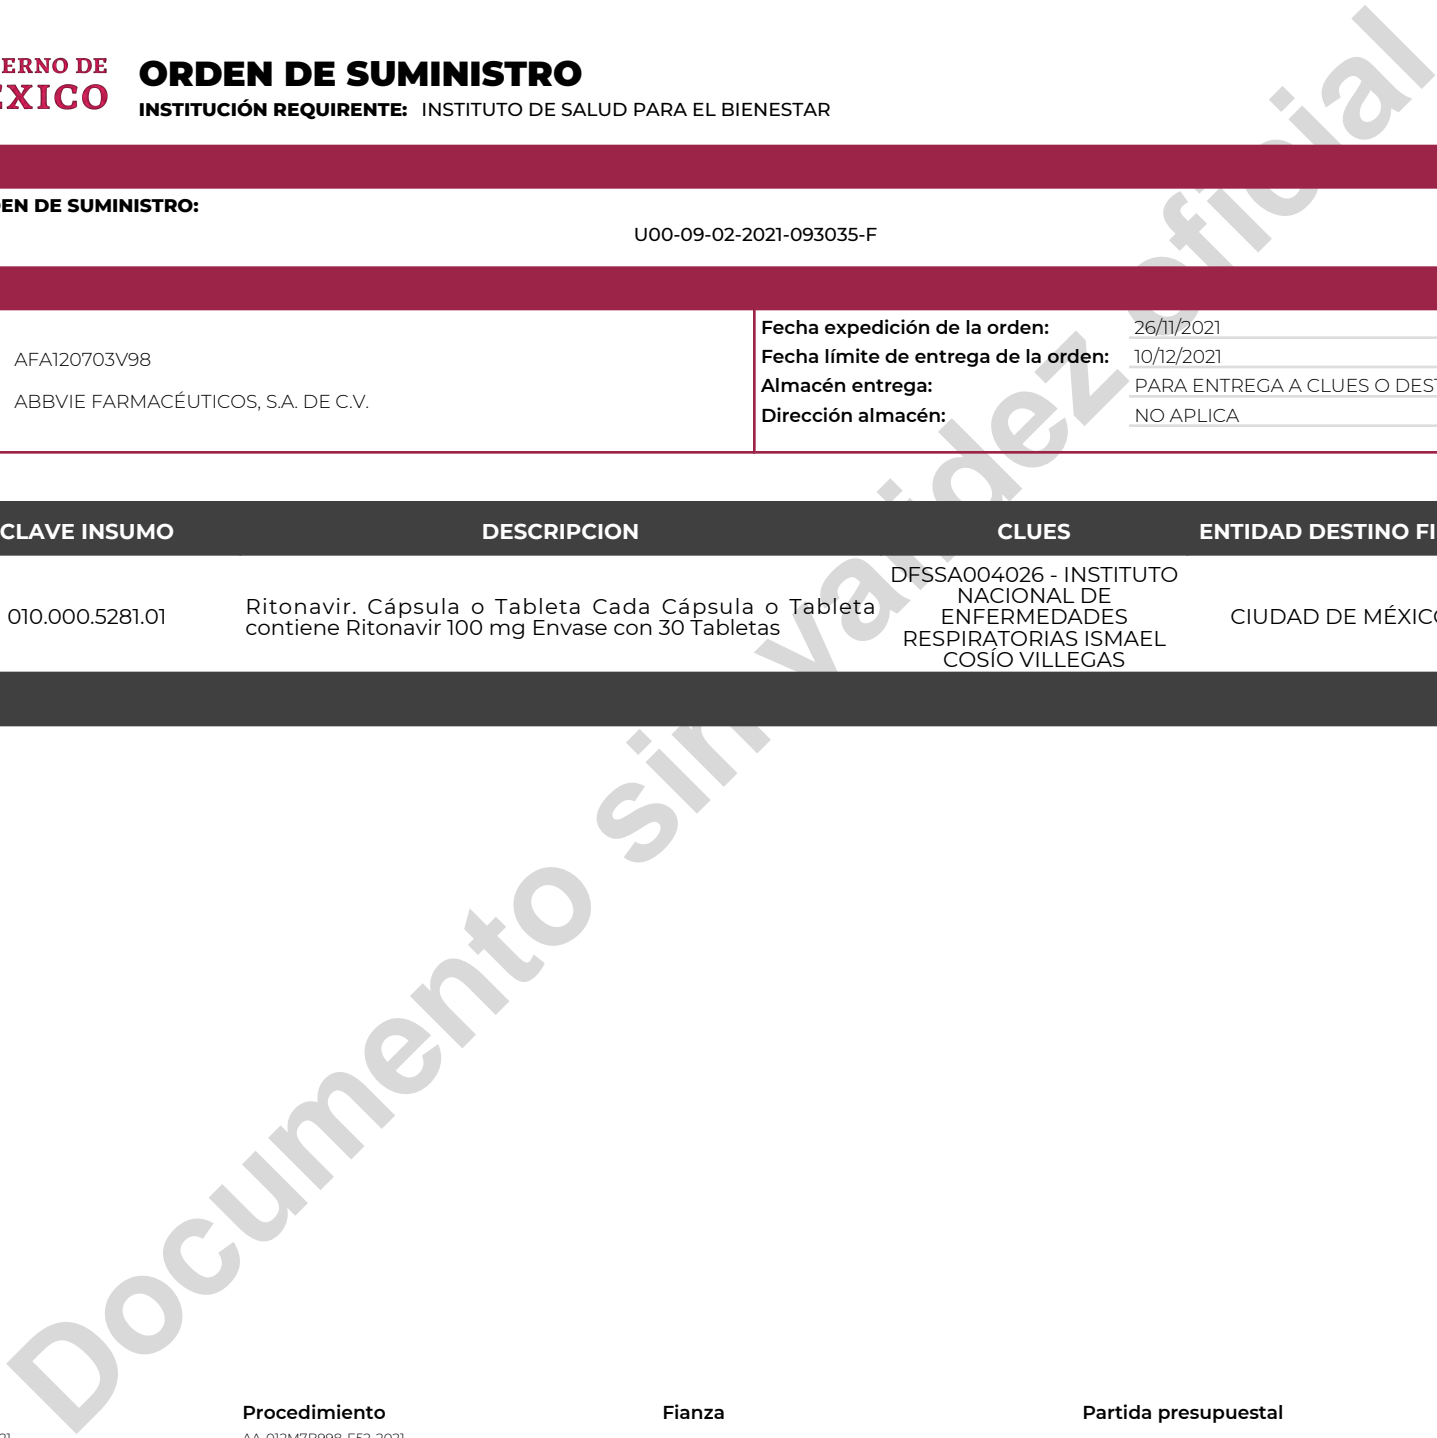 ERNO DE
ÉXICO
ORDEN DE SUMINISTRO
INSTITUCIÓN REQUIRENTE: INSTITUTO DE SALUD PARA EL BIENESTAR
EN DE SUMINISTRO:
U00-09-02-2021-093035-F
AFA120703V98
ABBVIE FARMACÉUTICOS, S.A. DE C.V.
Fecha expedición de la orden: 26/11/2021
Fecha límite de entrega de la orden: 10/12/2021
Almacén entrega: PARA ENTREGA A CLUES O DEST
Dirección almacén: NO APLICA
CLAVE INSUMO DESCRIPCION CLUES ENTIDAD DESTINO FI
010.000.5281.01
Ritonavir. Cápsula o Tableta Cada Cápsula o Tableta
contiene Ritonavir 100 mg Envase con 30 Tabletas
DFSSA004026 - INSTITUTO
NACIONAL DE
ENFERMEDADES
RESPIRATORIAS ISMAEL
COSÍO VILLEGAS
CIUDAD DE MÉXICO
Documento sin validez oficial
Procedimiento Fianza Partida presupuestal